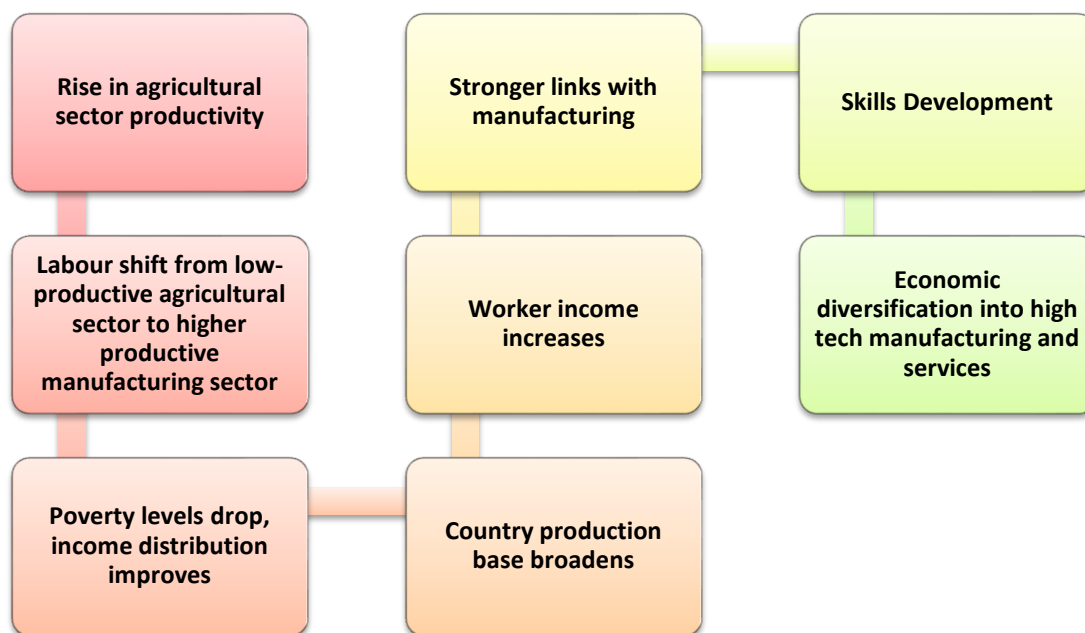 Rise in agricultural
sector productivity
Labour shift from low-
productive agricultural
sector to higher
productive
manufacturing sector
Poverty levels drop,
income distribution
improves
Country production
base broadens
Worker income
increases
Stronger links with
manufacturing
Skills Development
Economic
diversification into high
tech manufacturing and
services